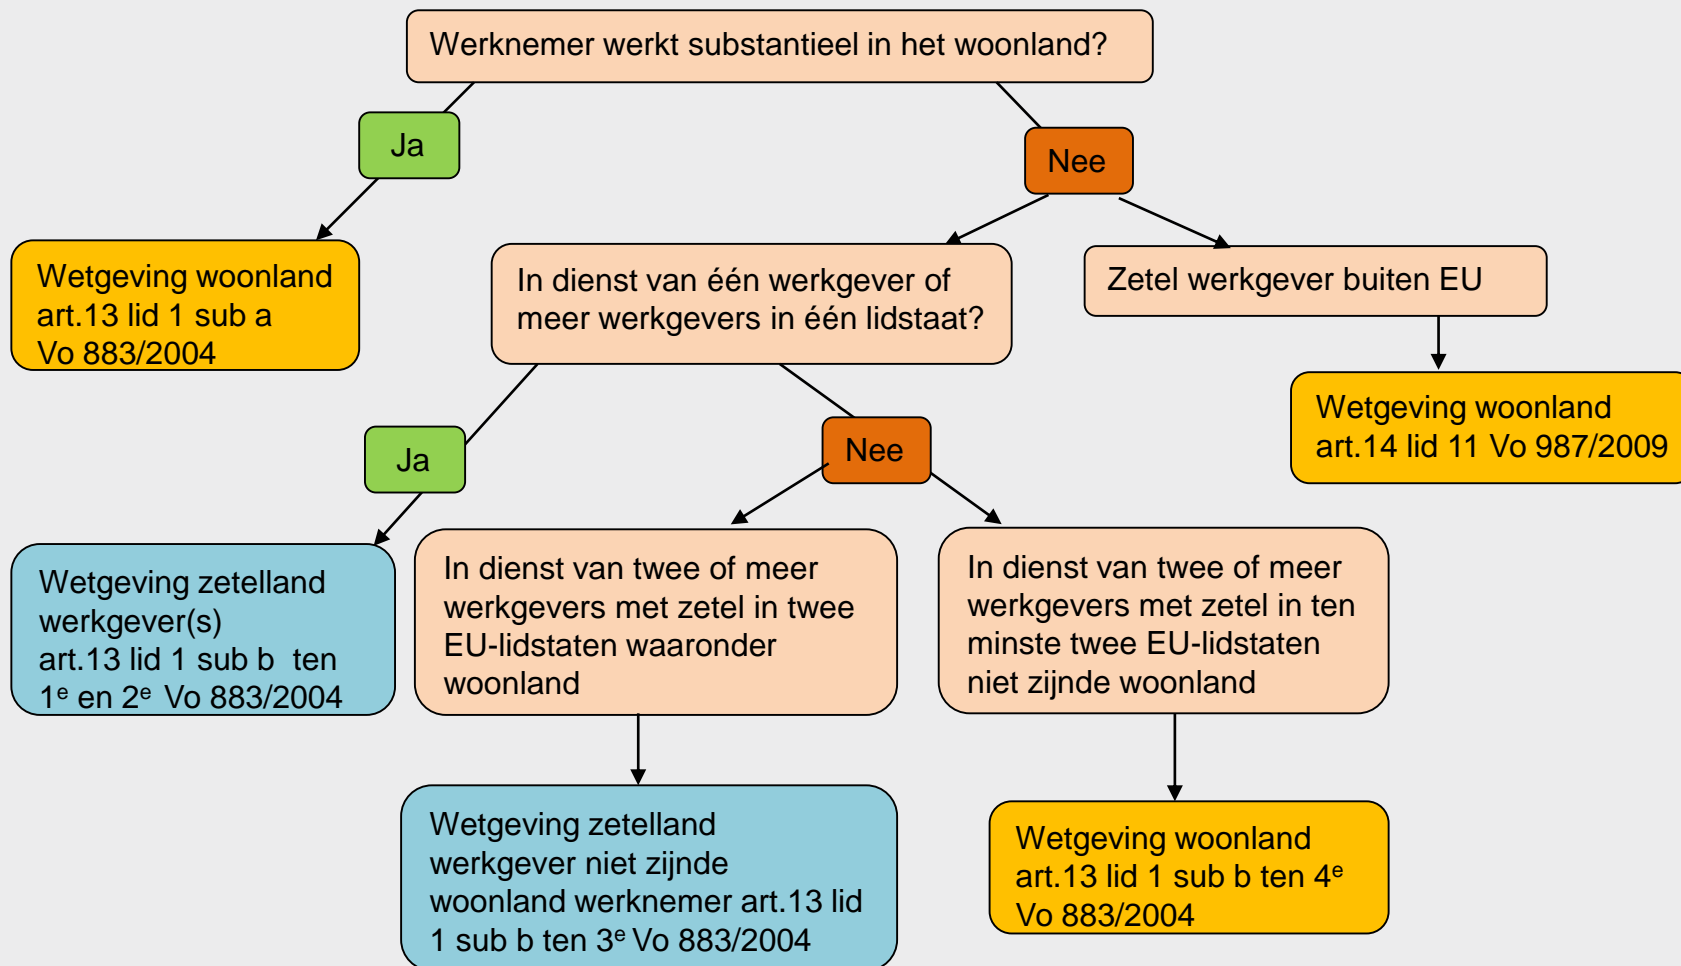 Werknemer werkt substantieel in het woonland?
Ja
Nee
Wetgeving woonland
art.13 lid 1 sub a
Vo 883/2004
In dienst van één werkgever of
meer werkgevers in één lidstaat?
Zetel werkgever buiten EU
Wetgeving woonland
art.14 lid 11 Vo 987/2009
Ja
Nee
Wetgeving zetelland
werkgever(s)
art.13 lid 1 sub b ten
1e en 2e Vo 883/2004
In dienst van twee of meer
werkgevers met zetel in twee
EU-lidstaten waaronder
woonland
In dienst van twee of meer
werkgevers met zetel in ten
minste twee EU-lidstaten
niet zijnde woonland
Wetgeving zetelland
werkgever niet zijnde
woonland werknemer art.13 lid
1 sub b ten 3e Vo 883/2004
Wetgeving woonland
art.13 lid 1 sub b ten 4e
Vo 883/2004